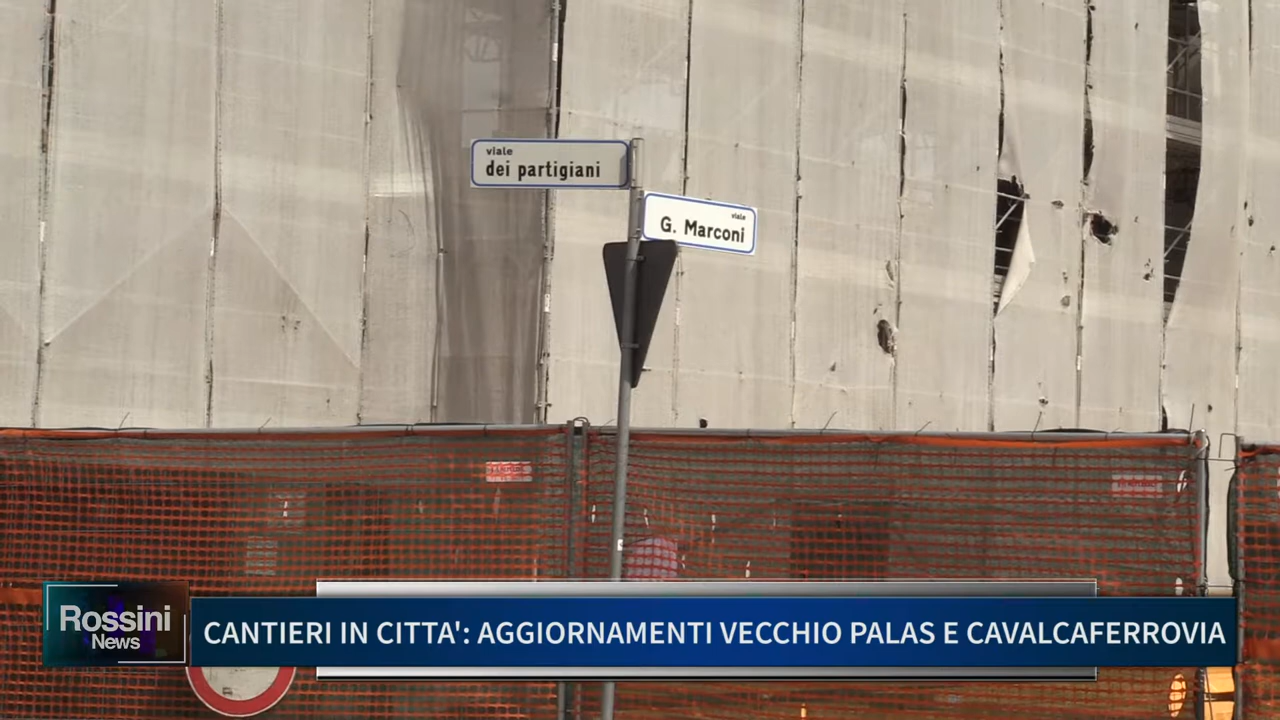 viale
dei partigiani
viale
G. Marconi
Rossini
News
CANTIERI IN CITTA': AGGIORNAMENTI VECCHIO PALAS E CAVALCAFERROVIA